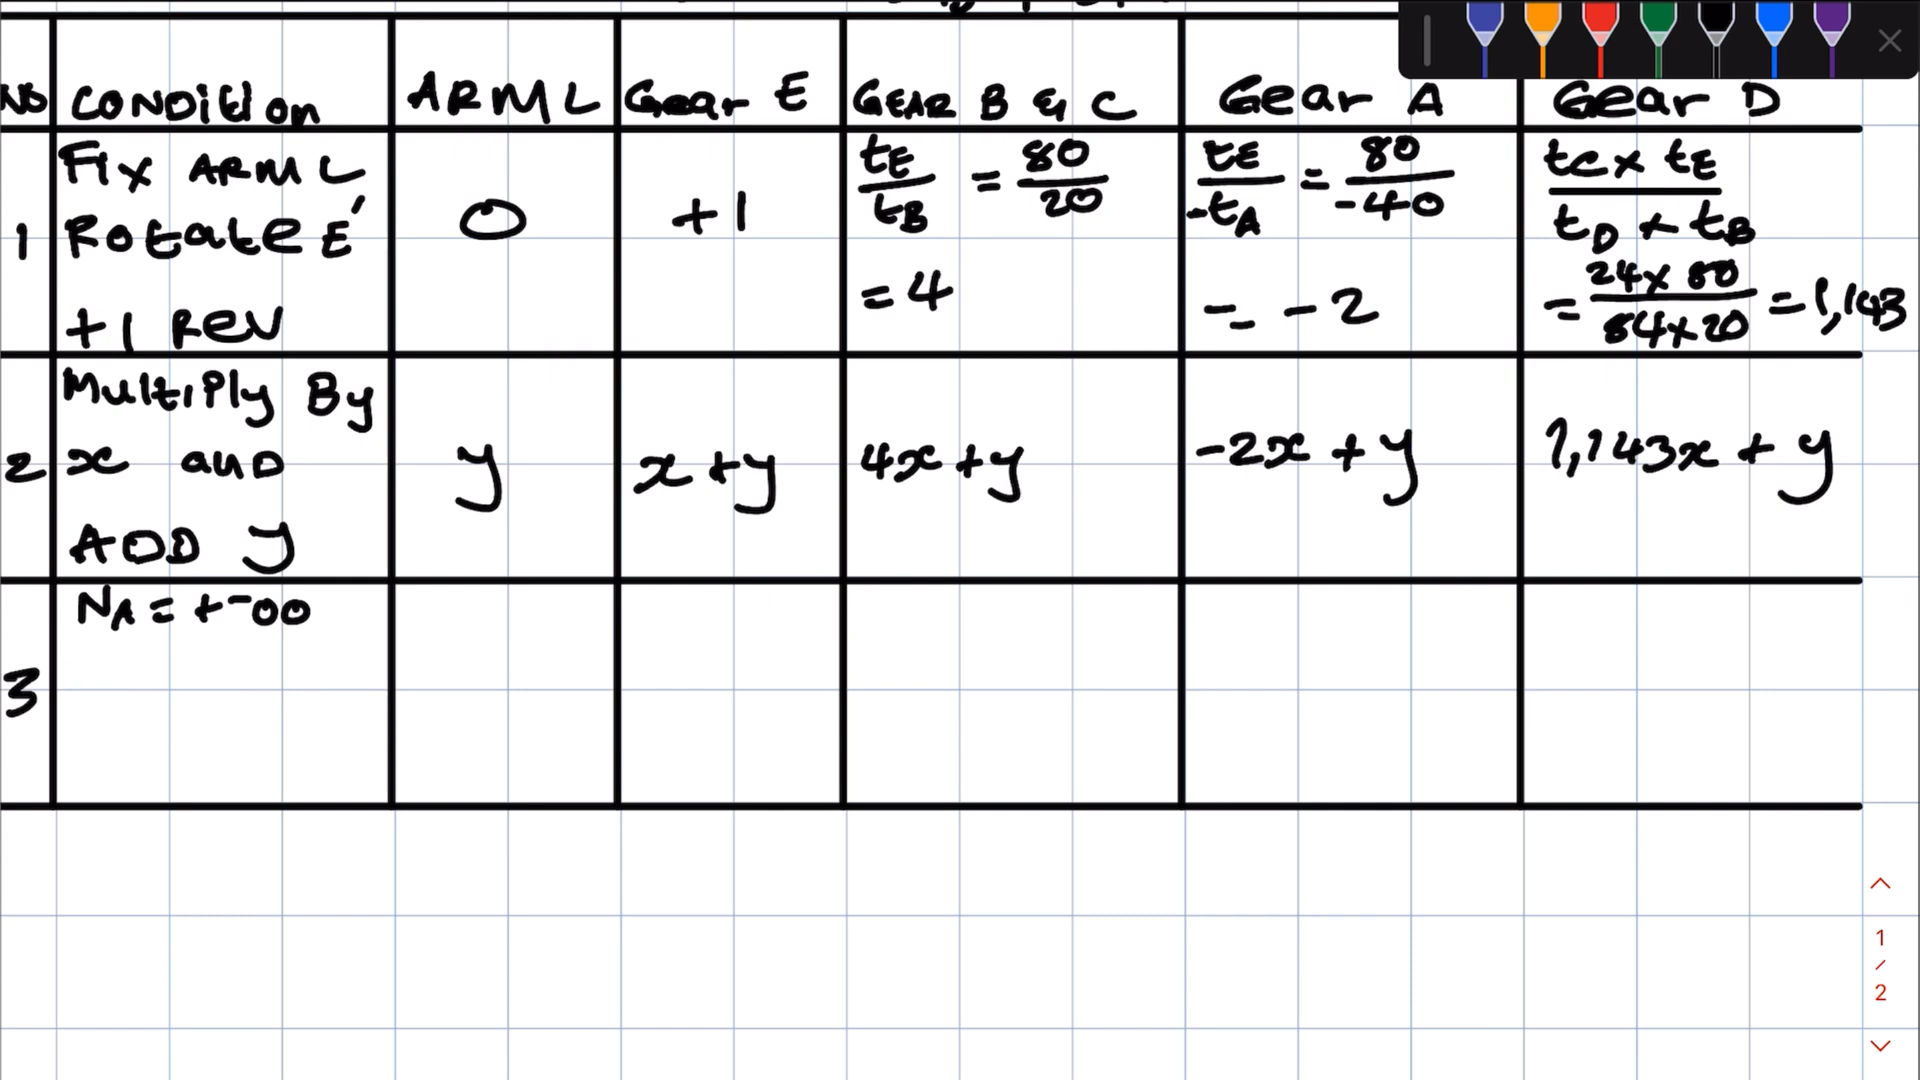 NO CONDition ARM L Gear E GEAR B & C Gear A Gear D
1 Fix ARM L, Rotate E +1 Rev 0 +1 tE/tB = 80/20 = 4 tE/-tA = 80/-40 = -2 tC x tE / tD x tB = 24 x 80 / 84 x 20 = 1,143
2 Multiply By x and ADD y y x + y 4x + y -2x + y 1,143x + y
3 NA = +-00
1
/
2